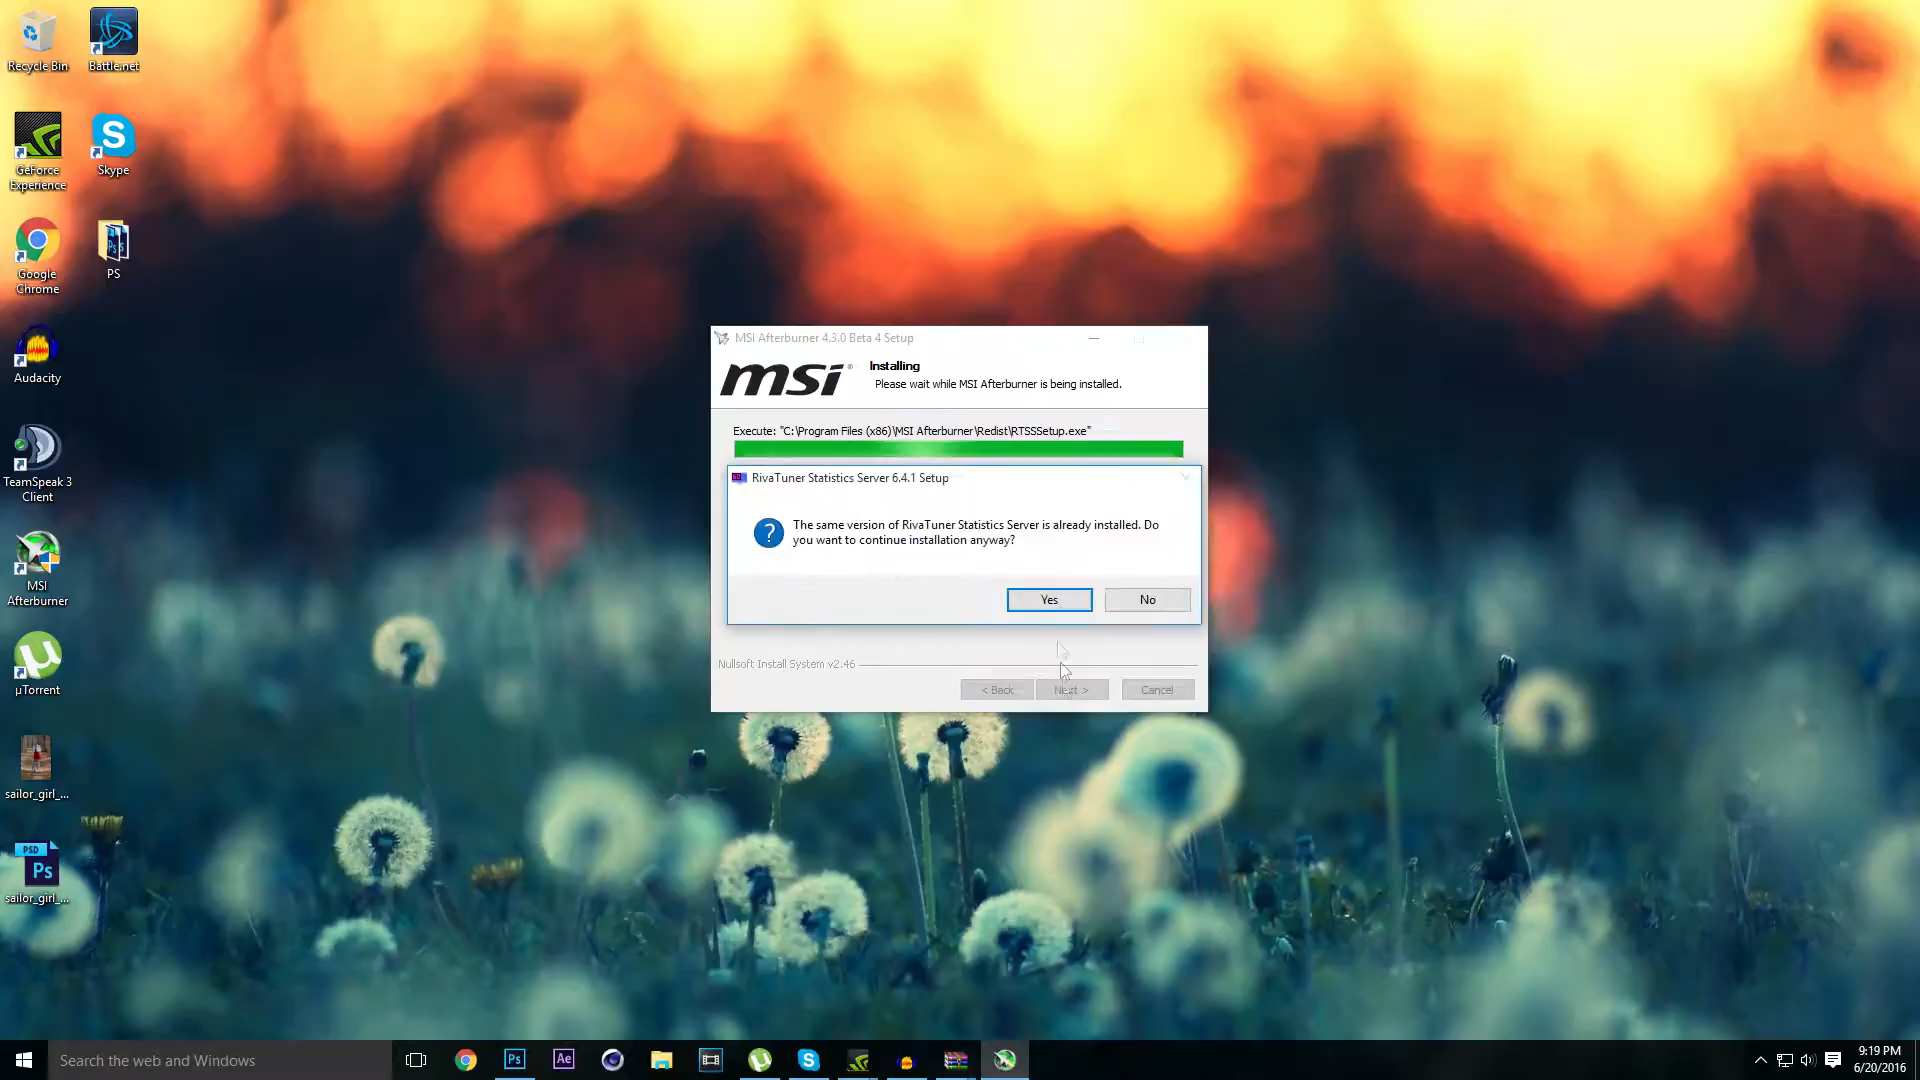 Recycle Bin
Battle.net
GeForce
Experience
Skype
Google
Chrome
PS
Audacity
TeamSpeak 3
Client
MSI
Afterburner
µTorrent
sailor_girl_...
PSD
Ps
sailor_girl_...
MSI Afterburner 4.3.0 Beta 4 Setup
msi
Installing
Please wait while MSI Afterburner is being installed.
Execute: "C:\Program Files (x86)\MSI Afterburner\Redist\RTSSSetup.exe"
RivaTuner Statistics Server 6.4.1 Setup
The same version of RivaTuner Statistics Server is already installed. Do
you want to continue installation anyway?
Yes
No
Nullsoft Install System v2.46
< Back
Next >
Cancel
Search the web and Windows
Ps
Ae
9:19 PM
6/20/2016